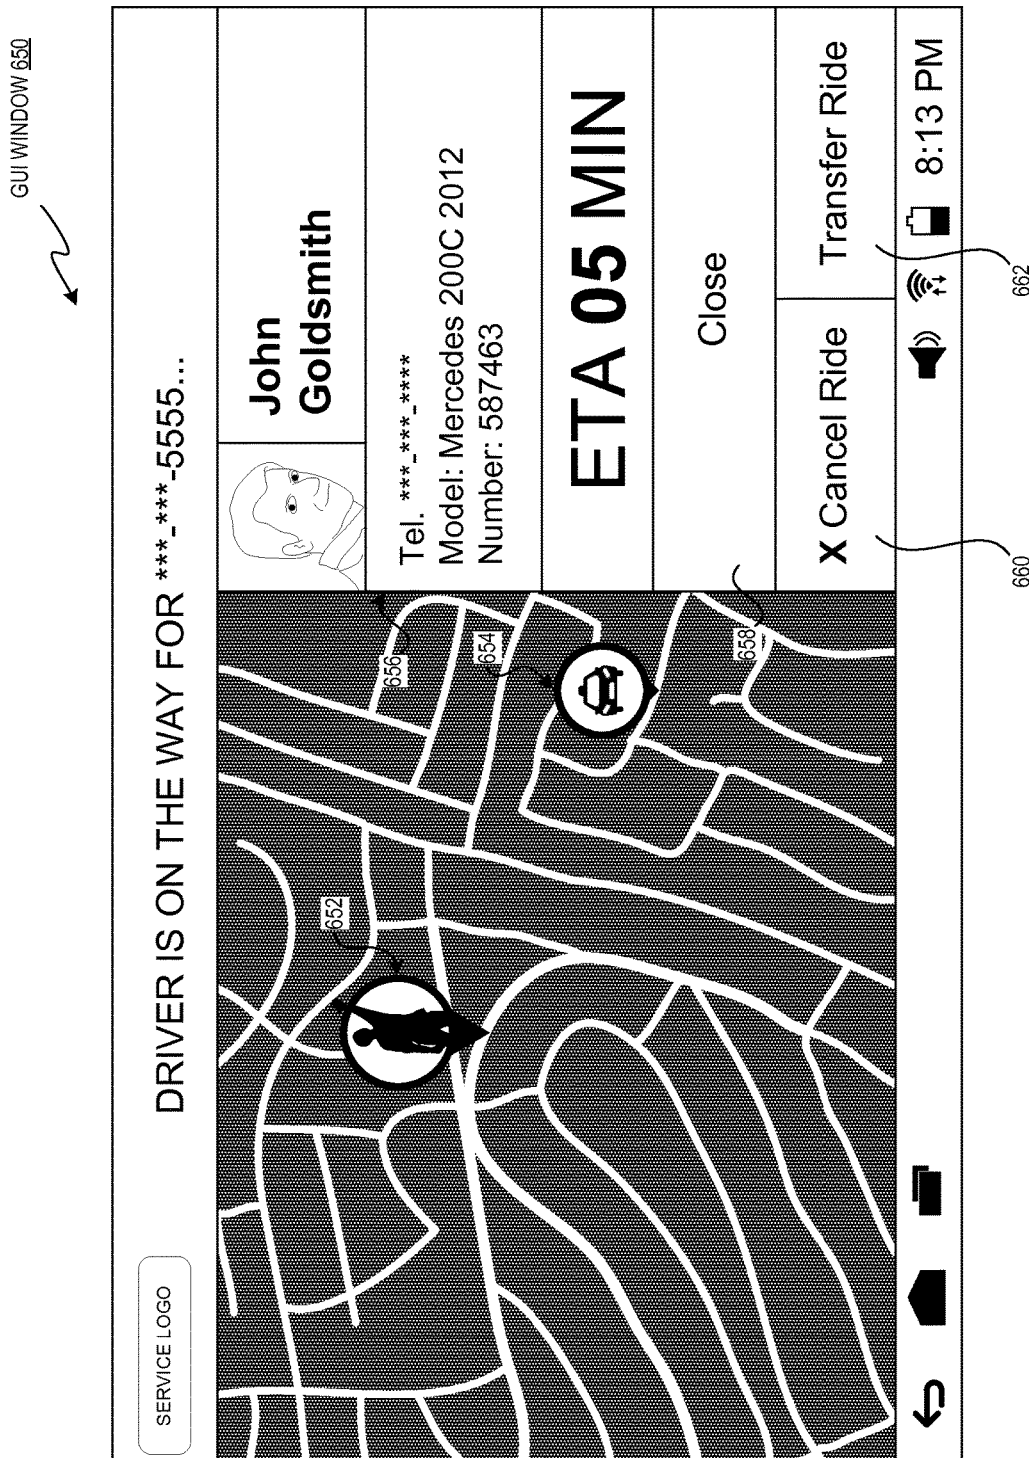 GUI WINDOW 650
SERVICE LOGO
DRIVER IS ON THE WAY FOR ***-***-5555...
John
Goldsmith
656
Tel. ***-***-****
Model: Mercedes 200C 2012
Number: 587463
652
654
ETA 05 MIN
658
Close
X Cancel Ride
Transfer Ride
8:13 PM
660
662